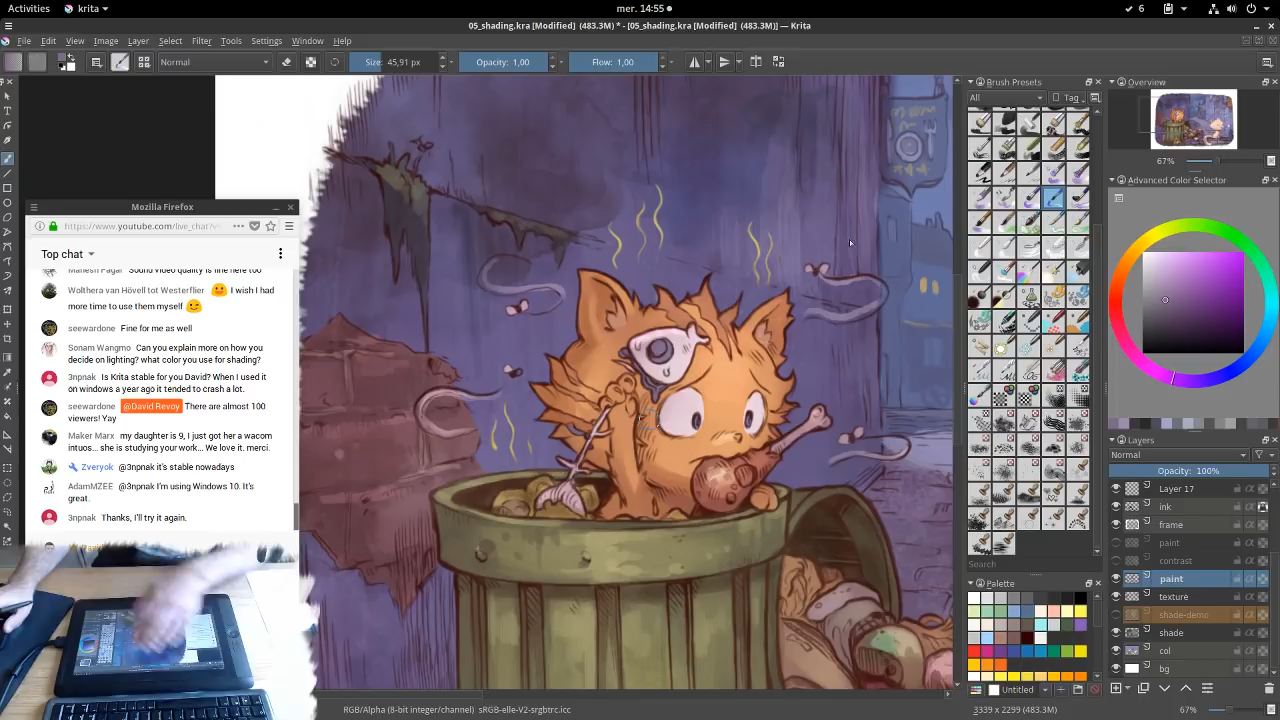 Activities krita mer. 14:55 6
05_shading.kra [Modified] (483.3M) * - [05_shading.kra [Modified] (483.3M)] — Krita
File Edit View Image Layer Select Filter Tools Settings Window Help
Normal Size: 45,91 px Opacity: 1,00 Flow: 1,00
Mozilla Firefox
https://www.youtube.com/live_chat?v=
Top chat
Mahesh Pagar Sound video quality is fine here too
Wolthera van Hövell tot Westerflier I wish I
had more time to use them myself
seewardone Fine for me as well
Sonam Wangmo Can you explain more on how you
decide on lighting? what color you use for shading?
3npnak Is Krita stable for you David? When I used it
on windows a year ago it tended to crash a lot.
seewardone @David Revoy There are almost 100
viewers! Yay
Maker Marx my daughter is 9, I just got her a wacom
intuos... she is studying your work... We love it. merci.
Zveryok @3npnak it's stable nowadays
AdamMZEE @3npnak I'm using Windows 10. It's
great.
3npnak Thanks, I'll try it again.
Brush Presets
All Tag
Search
Palette
Untitled
Overview
67%
Advanced Color Selector
Layers
Normal
Opacity: 100%
Layer 17
ink
frame
paint
contrast
paint
texture
shade-demo
shade
col
bg
RGB/Alpha (8-bit integer/channel) sRGB-elle-V2-srgbtrc.icc
3339 x 2299 (483.3M) 67%